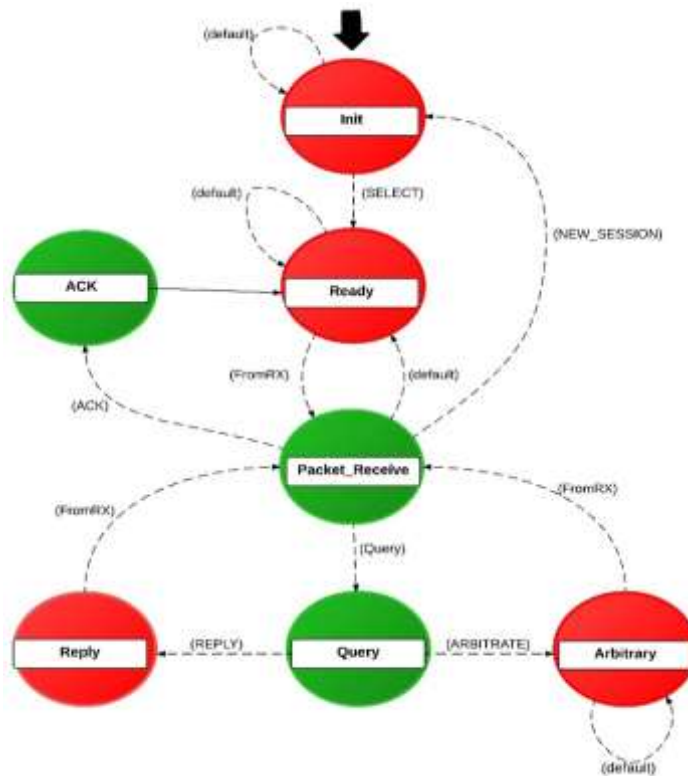 (default)
Init
(SELECT)
(default)
(NEW_SESSION)
ACK
Ready
(FromRX)
(default)
(ACK)
Packet_Receive
(FromRX)
(FromRX)
(Query)
(REPLY)
(ARBITRATE)
Reply
Query
Arbitrary
(default)